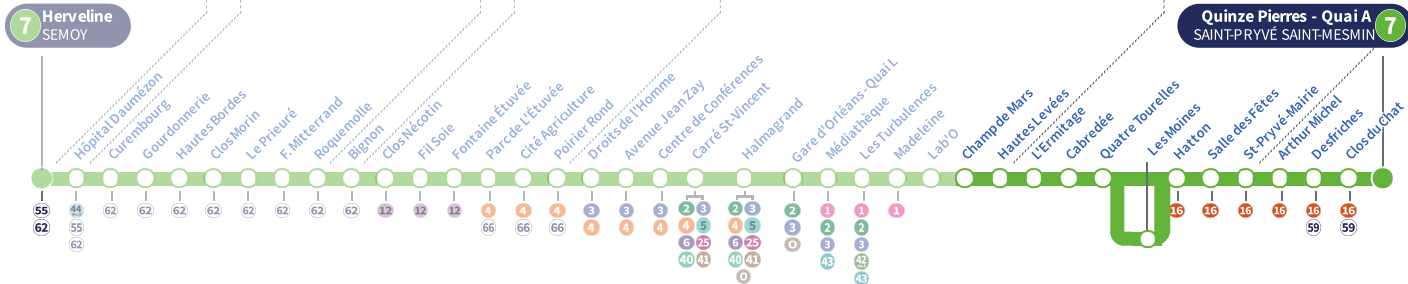 7
Herveline
SEMOY
Quinze Pierres - Quai A
SAINT-PRYVÉ SAINT-MESMIN
7
Hôpital Daumézon
Curembourg
Gourdonnerie
Hautes Bordes
Clos Morin
Le Prieuré
F. Mitterrand
Roquemolle
Bignon
Clos Nécotin
Fil Soie
Fontaine Étuvée
Parc de L'Étuvée
Cité Agriculture
Poirier Rond
Droits de l'Homme
Avenue Jean Zay
Centre de Conférences
Carré St-Vincent
Halmagrand
Gare d'Orléans - Quai L
Médiathèque
Les Turbulences
Madeleine
Lab'O
Champ de Mars
Hautes Levées
L'Ermitage
Cabredée
Quatre Tourelles
Les Moines
Hatton
Salle des Fêtes
St-Pryvé-Mairie
Arthur Michel
Desfriches
Clos du Chat
55 44 62 62 62 62 62 62 62 62 12 12 12 4 4 4 3 3 3 2 3 2 3 2 1 1 1 16 16 16 16 16 16
62 55 66 66 66 4 4 4 4 5 4 5 3 2 2 59 59
62 6 25 6 25 O 3 3
40 41 40 41 43 42
O 43